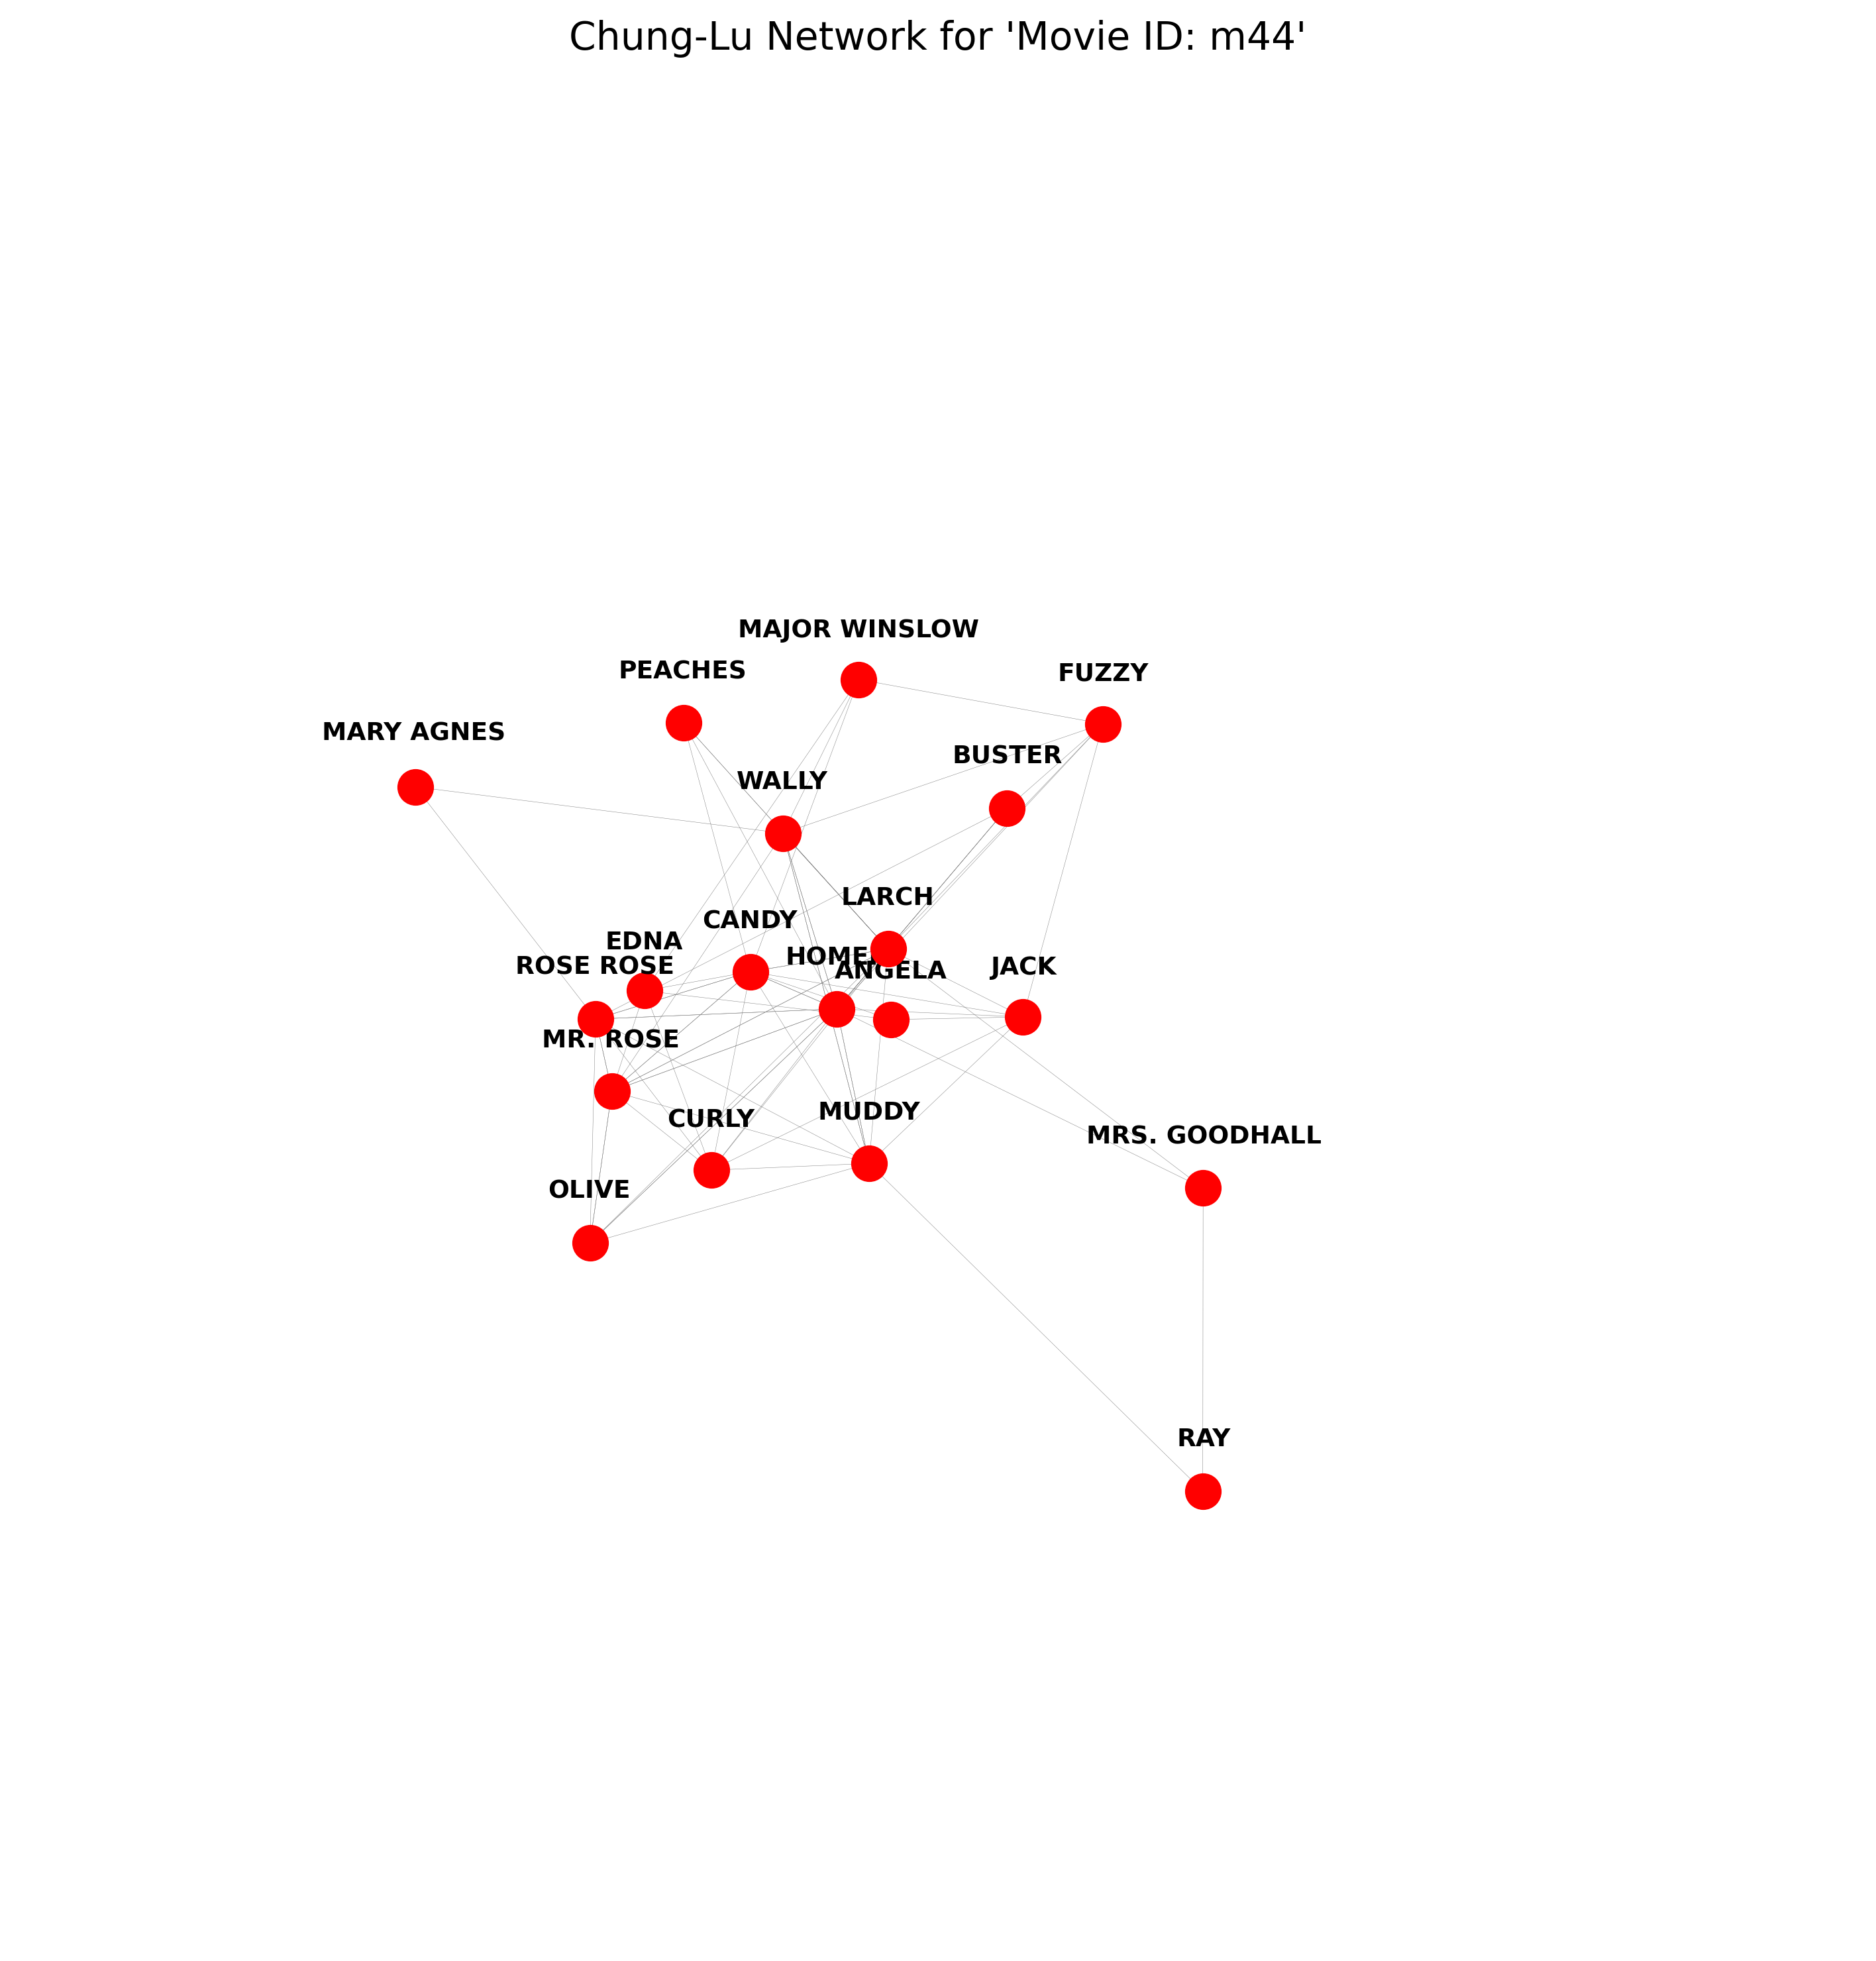 Chung-Lu Network for 'Movie ID: m44'
MAJOR WINSLOW
PEACHES
FUZZY
MARY AGNES
BUSTER
WALLY
LARCH
CANDY
EDNA
HOMER
ROSE ROSE
ANGELA
JACK
MR. ROSE
CURLY
MUDDY
MRS. GOODHALL
OLIVE
RAY